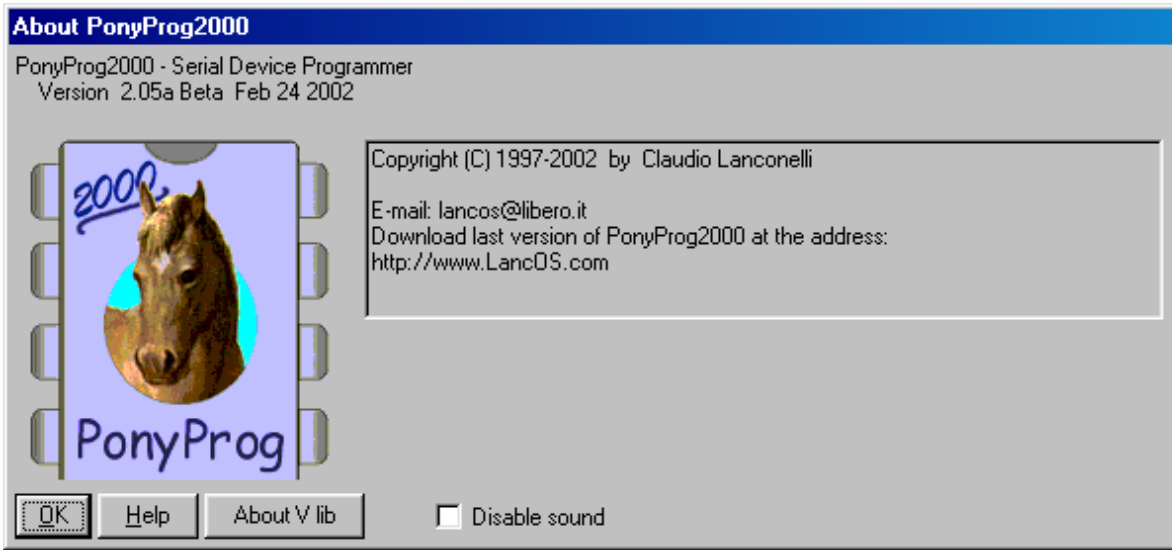 About PonyProg2000
PonyProg2000 - Serial Device Programmer
Version 2.05a Beta Feb 24 2002
2000
PonyProg
Copyright (C) 1997-2002 by Claudio Lanconelli
E-mail: lancos@libero.it
Download last version of PonyProg2000 at the address:
http://www.LancOS.com
OK
Help
About V lib
Disable sound